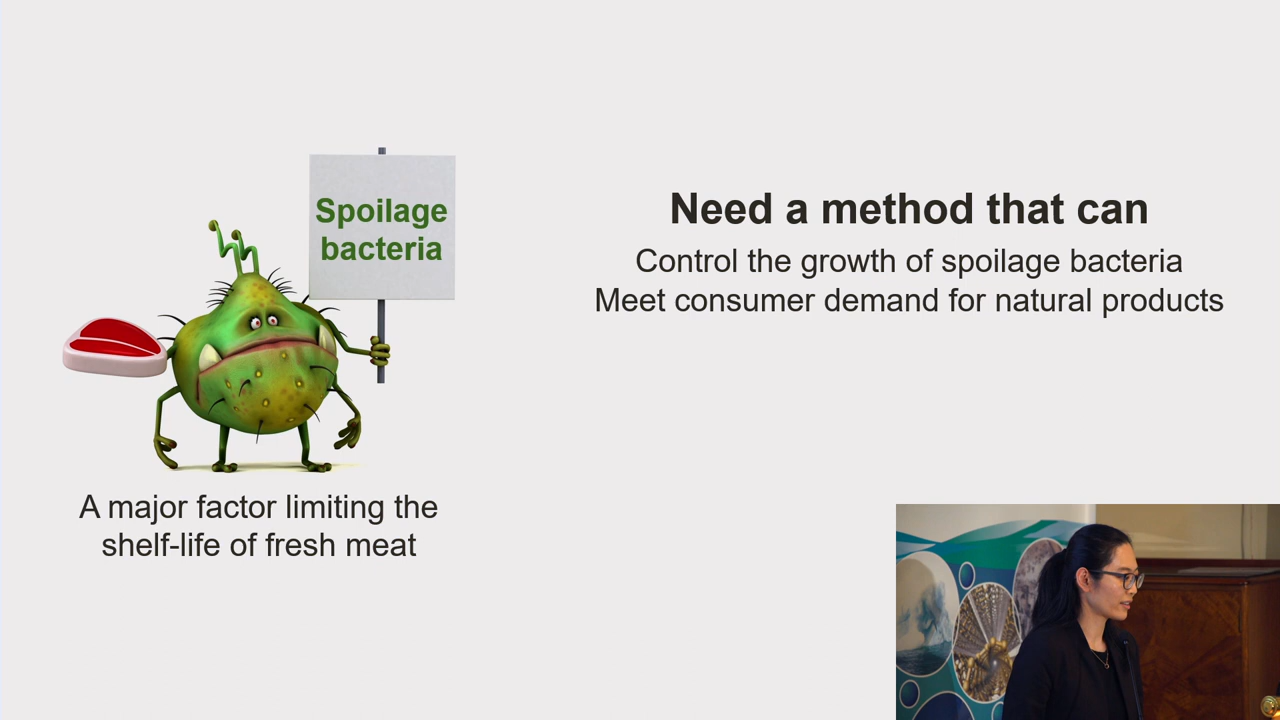 Spoilage
bacteria
A major factor limiting the
shelf-life of fresh meat
Need a method that can
Control the growth of spoilage bacteria
Meet consumer demand for natural products